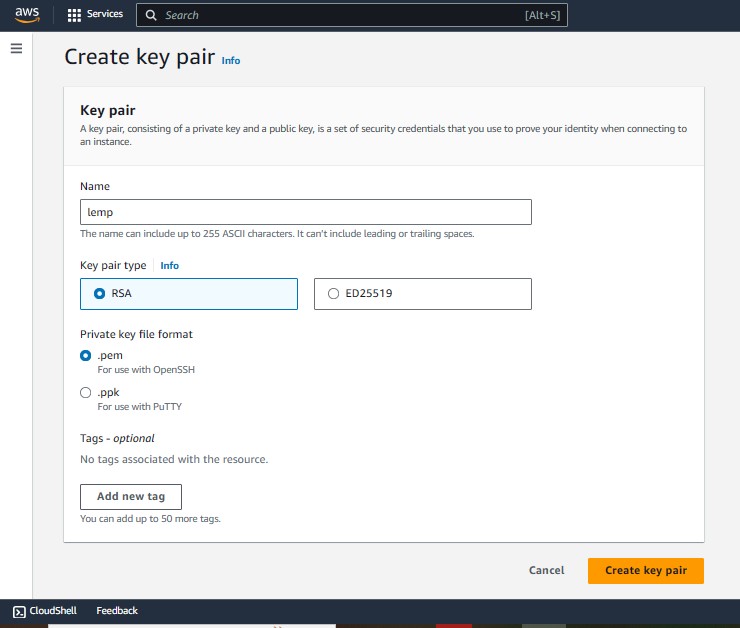 aws
Services
Search
[Alt+S]
Create key pair Info
Key pair
A key pair, consisting of a private key and a public key, is a set of security credentials that you use to prove your identity when connecting to
an instance.
Name
lemp
The name can include up to 255 ASCII characters. It can't include leading or trailing spaces.
Key pair type Info
RSA
ED25519
Private key file format
.pem
For use with OpenSSH
.ppk
For use with PuTTY
Tags - optional
No tags associated with the resource.
Add new tag
You can add up to 50 more tags.
Cancel
Create key pair
CloudShell
Feedback